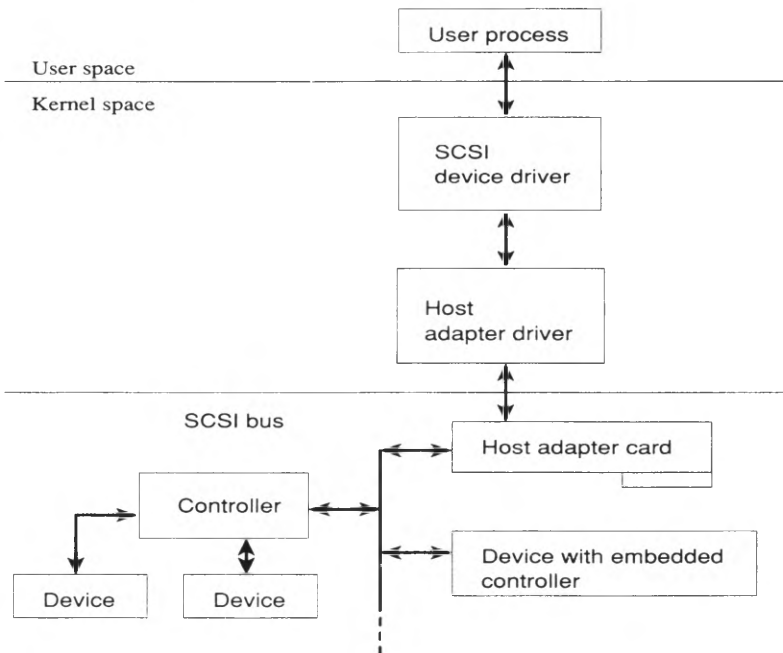 User process
User space
Kernel space
SCSI
device driver
Host
adapter driver
SCSI bus
Host adapter card
Controller
Device with embedded
controller
Device
Device